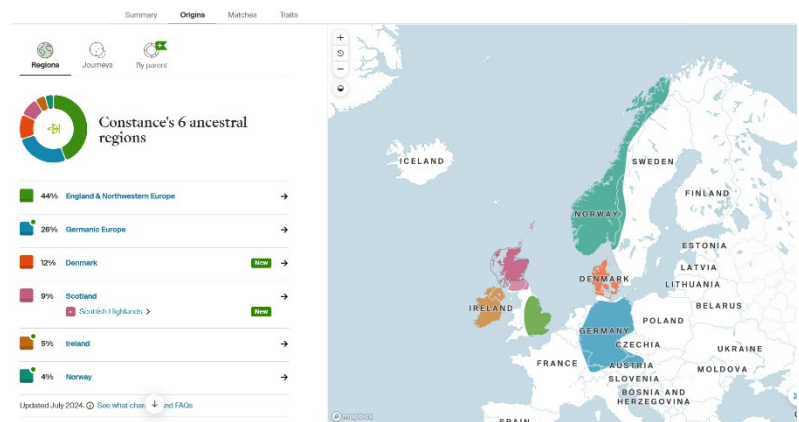 Summary Origins Matches Traits
Regions Journeys By parent
Constance's 6 ancestral
regions
44% England & Northwestern Europe
26% Germanic Europe
12% Denmark New
9% Scotland
Scottish Highlands New
5% Ireland
4% Norway
Updated July 2024. See what chan nd FAQs
ICELAND
SWEDEN
FINLAND
NORWAY
ESTONIA
LATVIA
DENMARK
LITHUANIA
IRELAND
BELARUS
POLAND
GERMANY
CZECHIA
UKRAINE
FRANCE
AUSTRIA
MOLDOVA
SLOVENIA
BOSNIA AND
HERZEGOVINA
SPAIN
mapbox